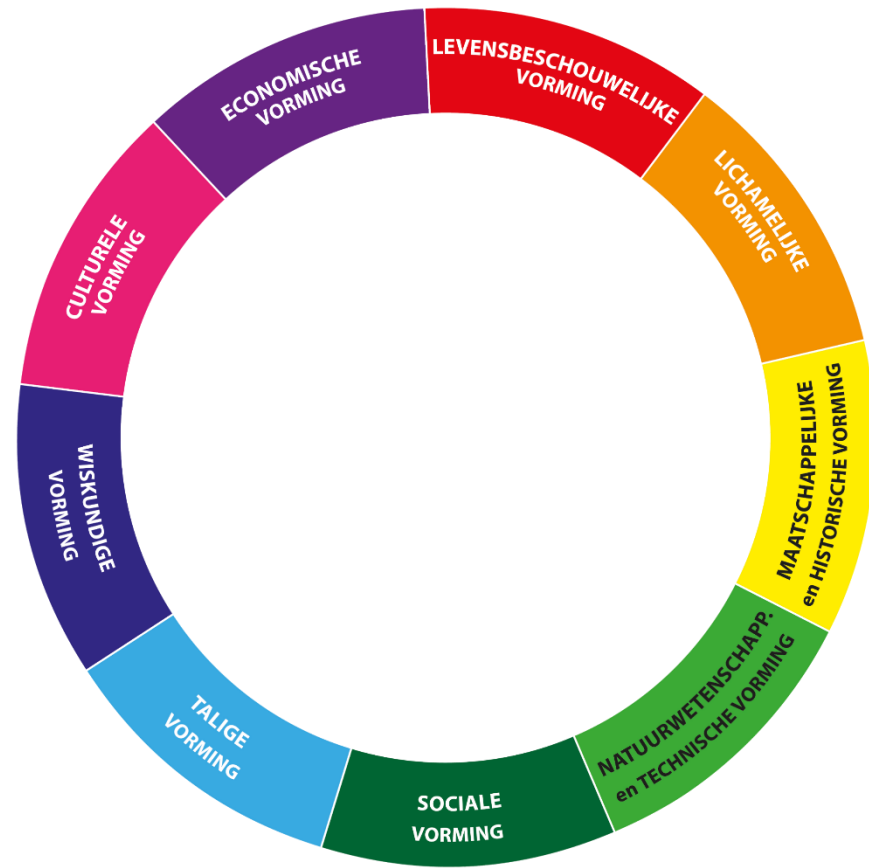 LEVENSBESCHOUWELIJKE
VORMING
LICHAMELIJKE
VORMING
MAATSCHAPPELIJKE
en HISTORISCHE VORMING
NATUURWETENSCHAPP.
en TECHNISCHE VORMING
SOCIALE
VORMING
TALIGE
VORMING
WISKUNDIGE
VORMING
CULTURELE
VORMING
ECONOMISCHE
VORMING